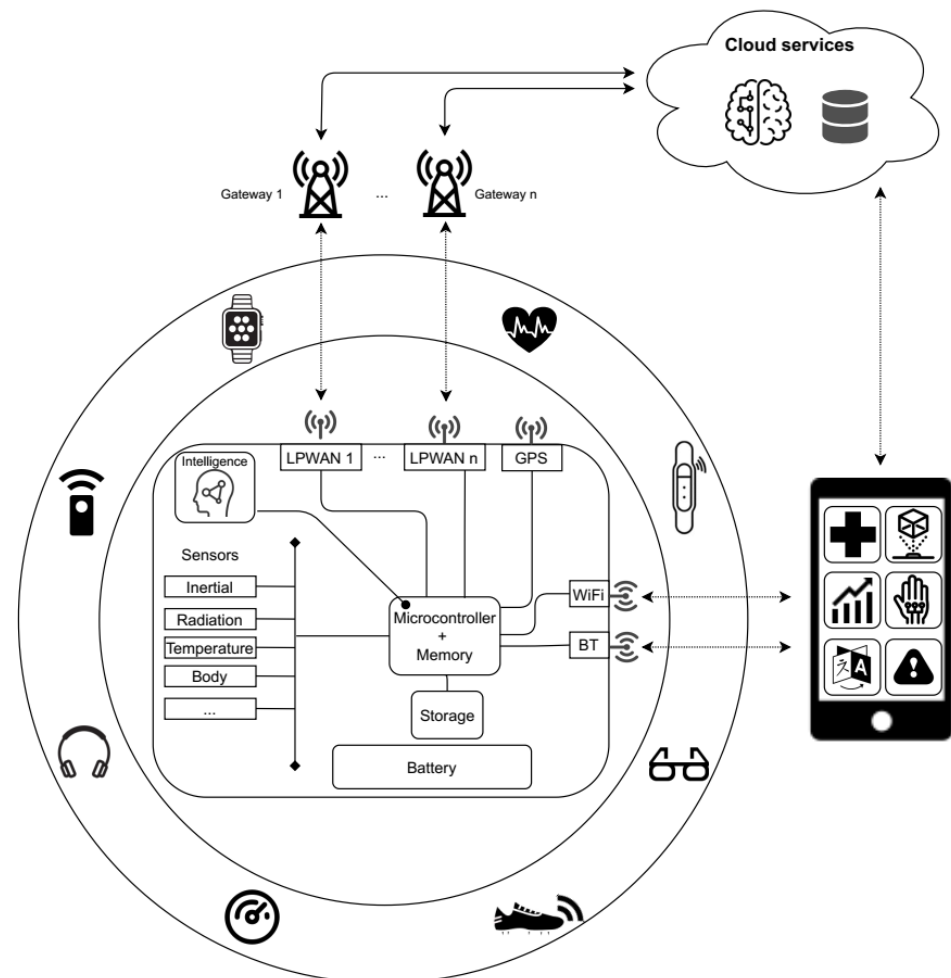 Cloud services
Gateway 1
...
Gateway n
LPWAN 1
...
LPWAN n
GPS
Intelligence
Sensors
Inertial
Radiation
Temperature
Body
...
Microcontroller
+
Memory
WiFi
BT
Storage
Battery
A